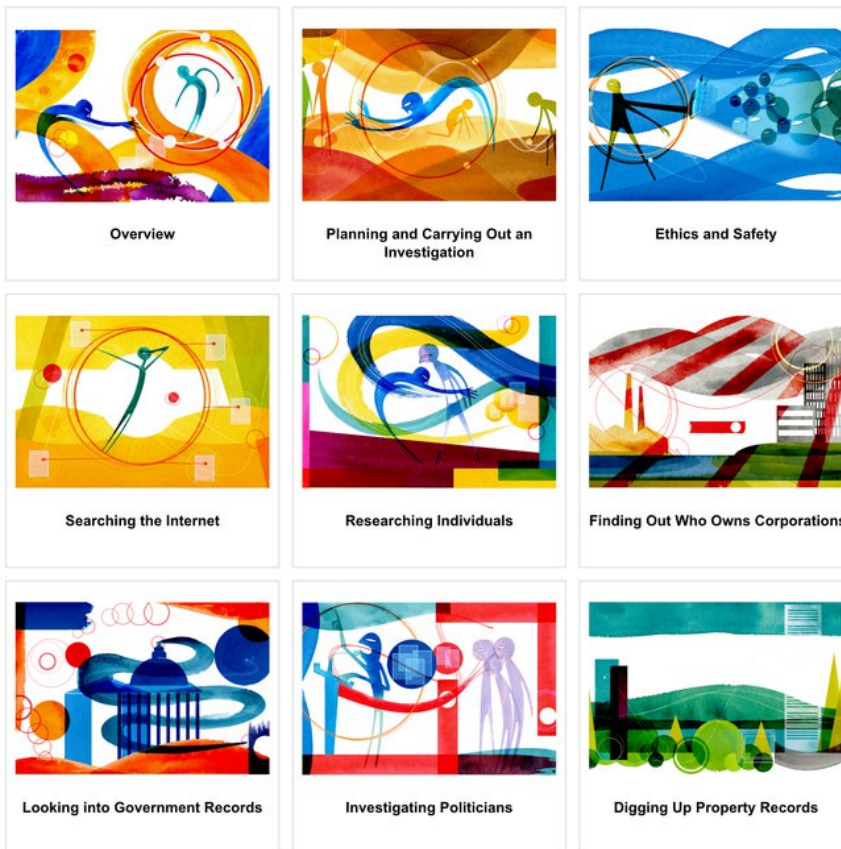 Overview
Planning and Carrying Out an
Investigation
Ethics and Safety
Searching the Internet
Researching Individuals
Finding Out Who Owns Corporations
Looking into Government Records
Investigating Politicians
Digging Up Property Records